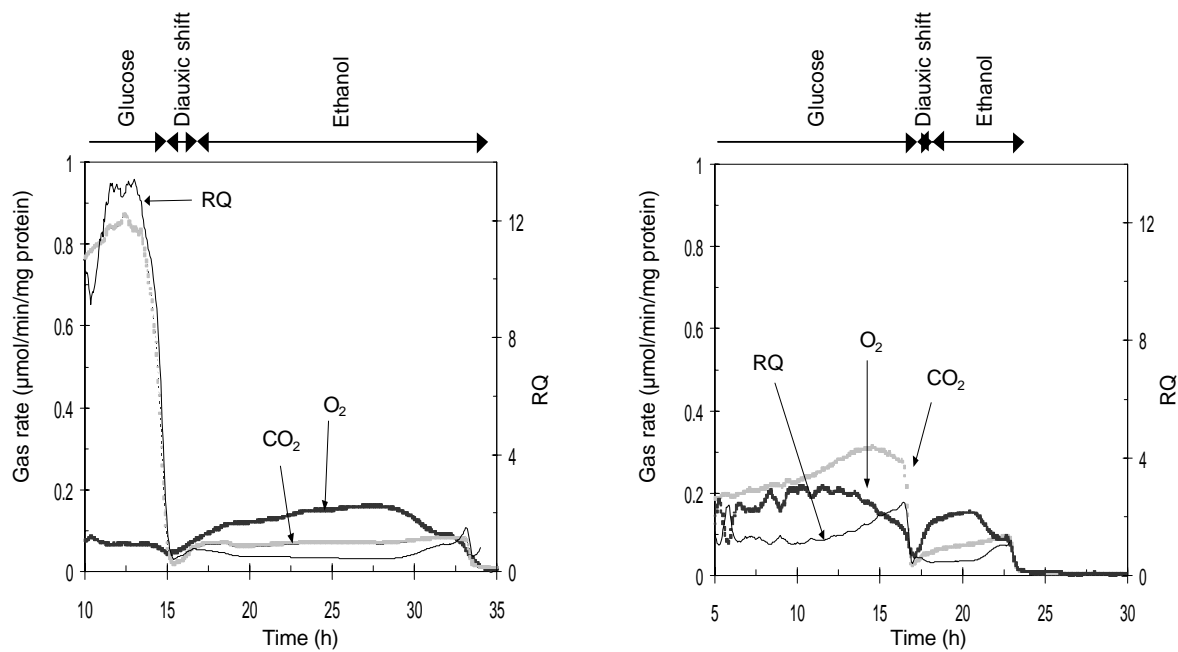 Glucose
Diauxic shift
Ethanol
Gas rate (µmol/min/mg protein)
1
0.8
0.6
0.4
0.2
0
12
8
4
0
RQ
RQ
CO2
O2
10 15 20 25 30 35
Time (h)
Glucose
Diauxic shift
Ethanol
Gas rate (µmol/min/mg protein)
1
0.8
0.6
0.4
0.2
0
12
8
4
0
RQ
RQ
O2
CO2
5 10 15 20 25 30
Time (h)